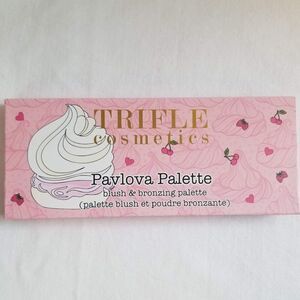 TRIFLE
cosmetics
Pavlova Palette
blush & bronzing palette
(palette blush et poudre bronzante)